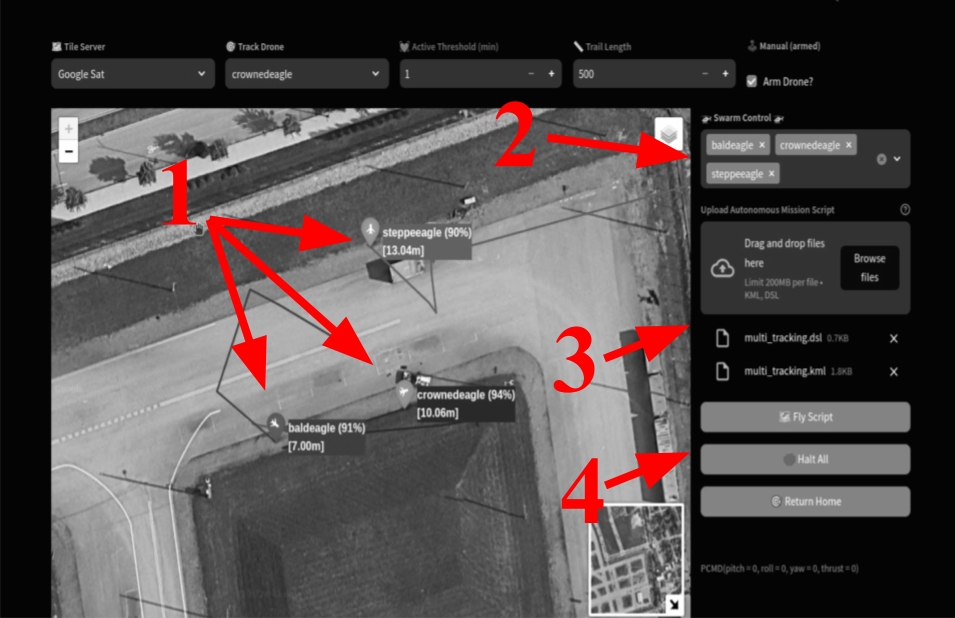 Tile Server
Track Drone
Active Threshold (min)
Trail Length
Manual (armed)
Google Sat
crownedeagle
1
− +
500
− +
Arm Drone?
+
−
1
2
3
4
steppeeagle (90%)
[13.04m]
crownedeagle (94%)
[10.06m]
baldeagle (91%)
[7.00m]
Swarm Control
baldeagle × crownedeagle ×
steppeeagle ×
Upload Autonomous Mission Script
Drag and drop files
here
Limit 200MB per file •
KML, DSL
Browse
files
multi_tracking.dsl 0.7KB X
multi_tracking.kml 1.8KB X
Fly Script
Halt All
Return Home
PCMD(pitch = 0, roll = 0, yaw = 0, thrust = 0)